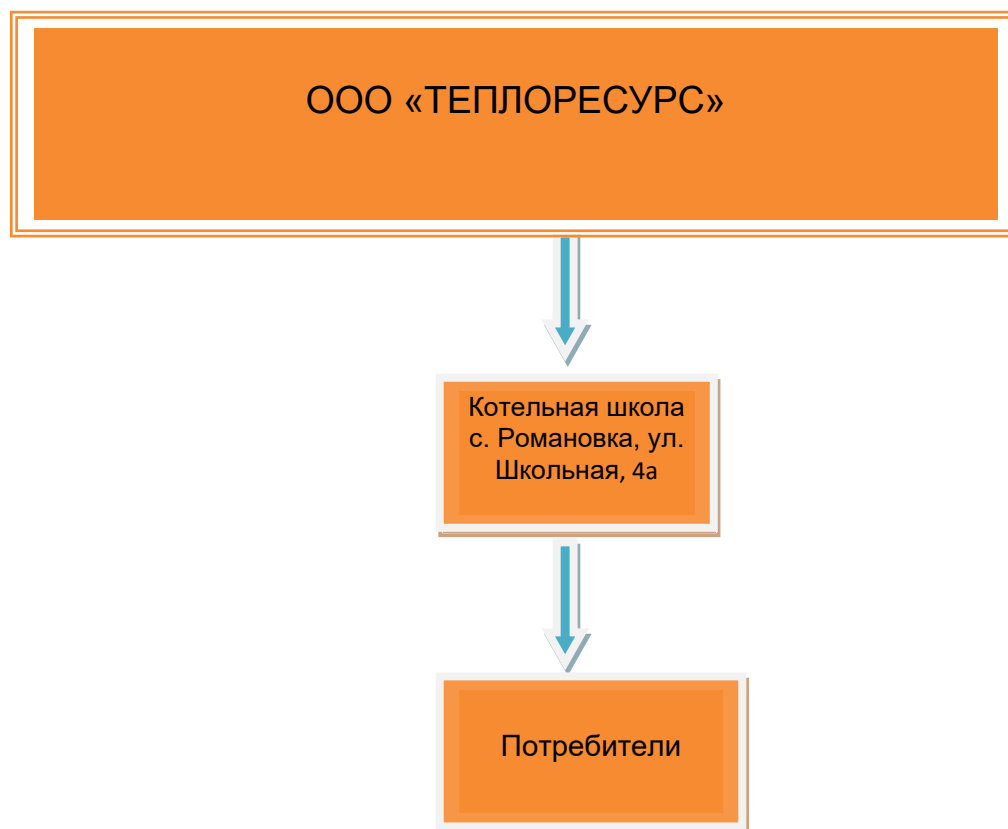 ООО «ТЕПЛОРЕСУРС»
Котельная школа
с. Романовка, ул.
Школьная, 4а
Потребители